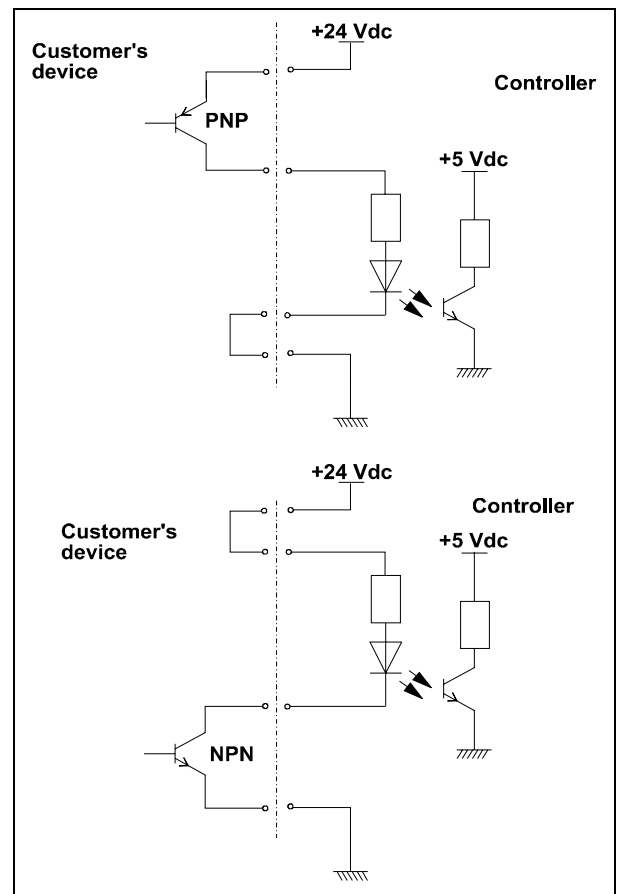 +24 Vdc
Customer's
device
Controller
PNP
+5 Vdc
+24 Vdc
Controller
Customer's
device
+5 Vdc
NPN